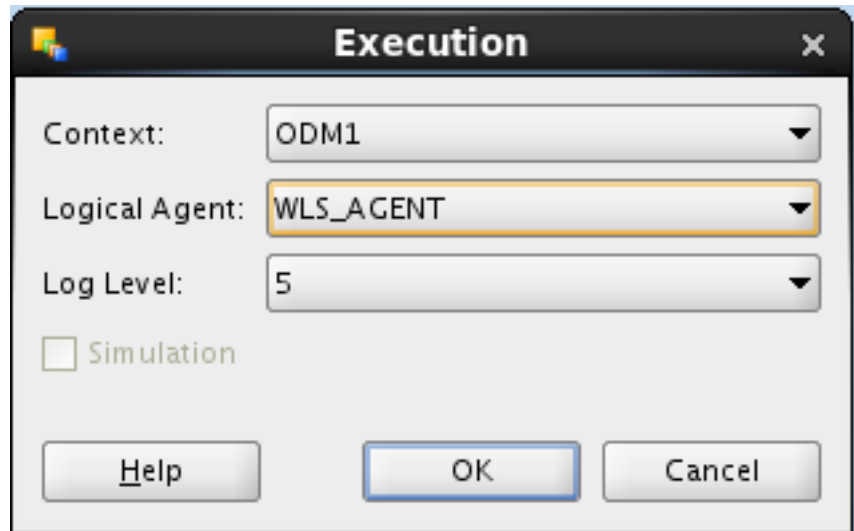 Execution
Context: ODM1
Logical Agent: WLS_AGENT
Log Level: 5
Simulation
Help OK Cancel